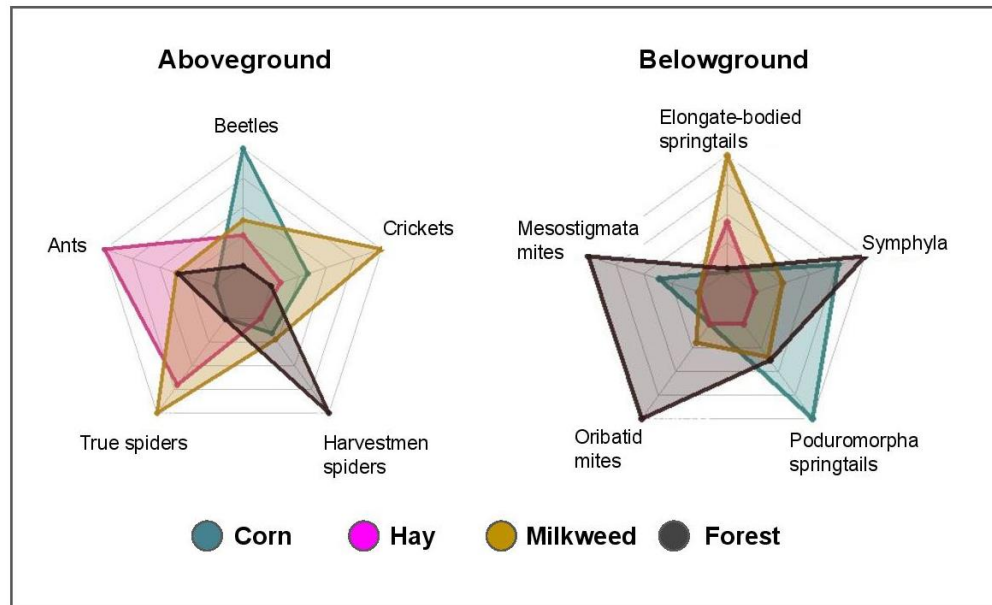 Aboveground
Belowground
Beetles
Crickets
Ants
True spiders
Harvestmen
spiders
Elongate-bodied
springtails
Mesostigmata
mites
Symphyla
Oribatid
mites
Poduromorpha
springtails
Corn
Hay
Milkweed
Forest